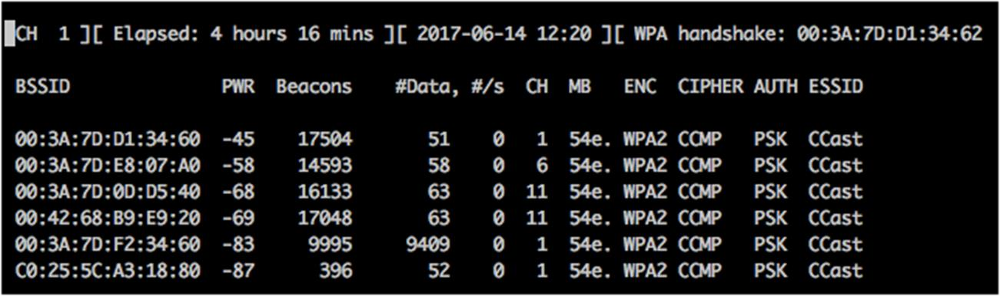 CH  1 ][ Elapsed: 4 hours 16 mins ][ 2017-06-14 12:20 ][ WPA handshake: 00:3A:7D:D1:34:62
BSSID              PWR  Beacons    #Data, #/s  CH  MB   ENC  CIPHER AUTH ESSID
00:3A:7D:D1:34:60  -45    17504       51    0   1  54e. WPA2 CCMP   PSK  CCast
00:3A:7D:E8:07:A0  -58    14593       58    0   6  54e. WPA2 CCMP   PSK  CCast
00:3A:7D:0D:D5:40  -68    16133       63    0  11  54e. WPA2 CCMP   PSK  CCast
00:42:68:B9:E9:20  -69    17048       63    0  11  54e. WPA2 CCMP   PSK  CCast
00:3A:7D:F2:34:60  -83     9995     9409    0   1  54e. WPA2 CCMP   PSK  CCast
C0:25:5C:A3:18:80  -87      396       52    0   1  54e. WPA2 CCMP   PSK  CCast